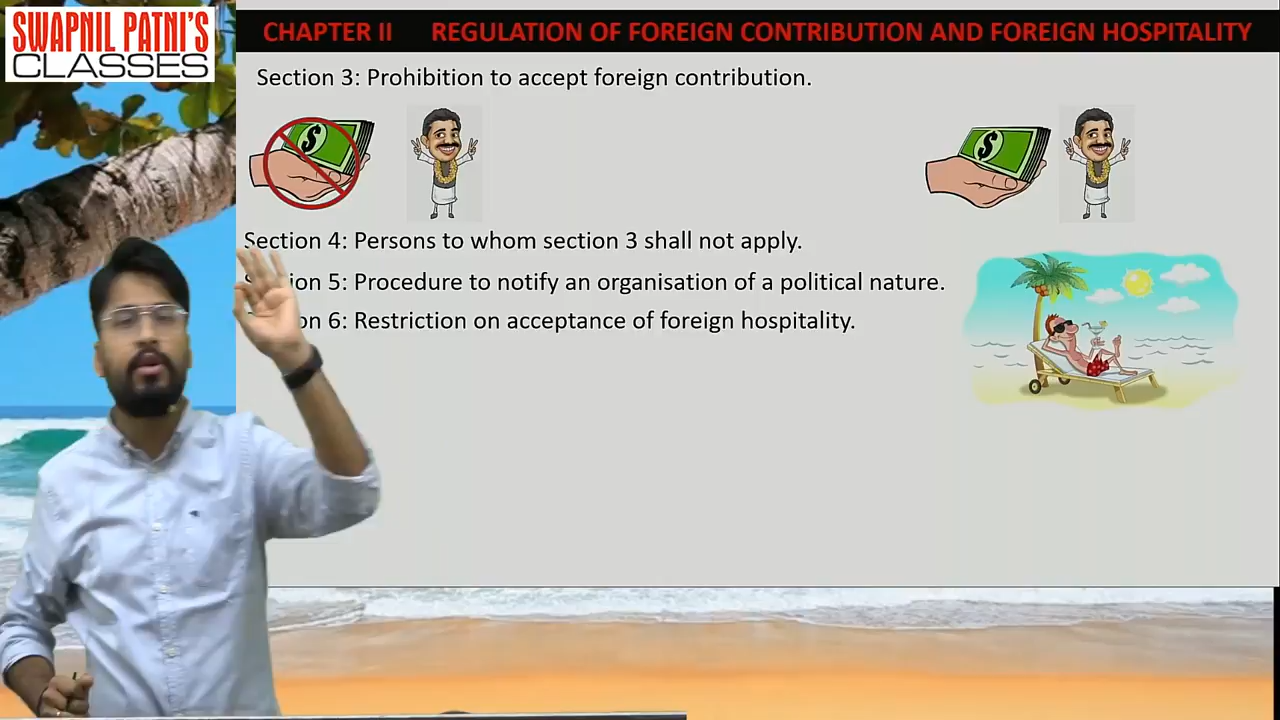 SWAPNIL PATNI'S
CLASSES
CHAPTER II REGULATION OF FOREIGN CONTRIBUTION AND FOREIGN HOSPITALITY
Section 3: Prohibition to accept foreign contribution.
$
$
Section 4: Persons to whom section 3 shall not apply.
5: Procedure to notify an organisation of a political nature.
6: Restriction on acceptance of foreign hospitality.